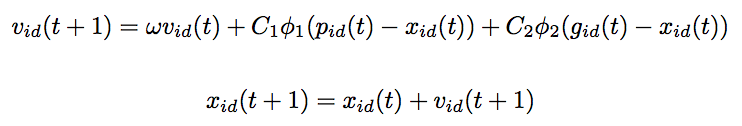 v_{id}(t + 1) = ωv_{id}(t) + C_1ϕ_1(p_{id}(t) − x_{id}(t)) + C_2ϕ_2(g_{id}(t) − x_{id}(t))
x_{id}(t + 1) = x_{id}(t) + v_{id}(t + 1)